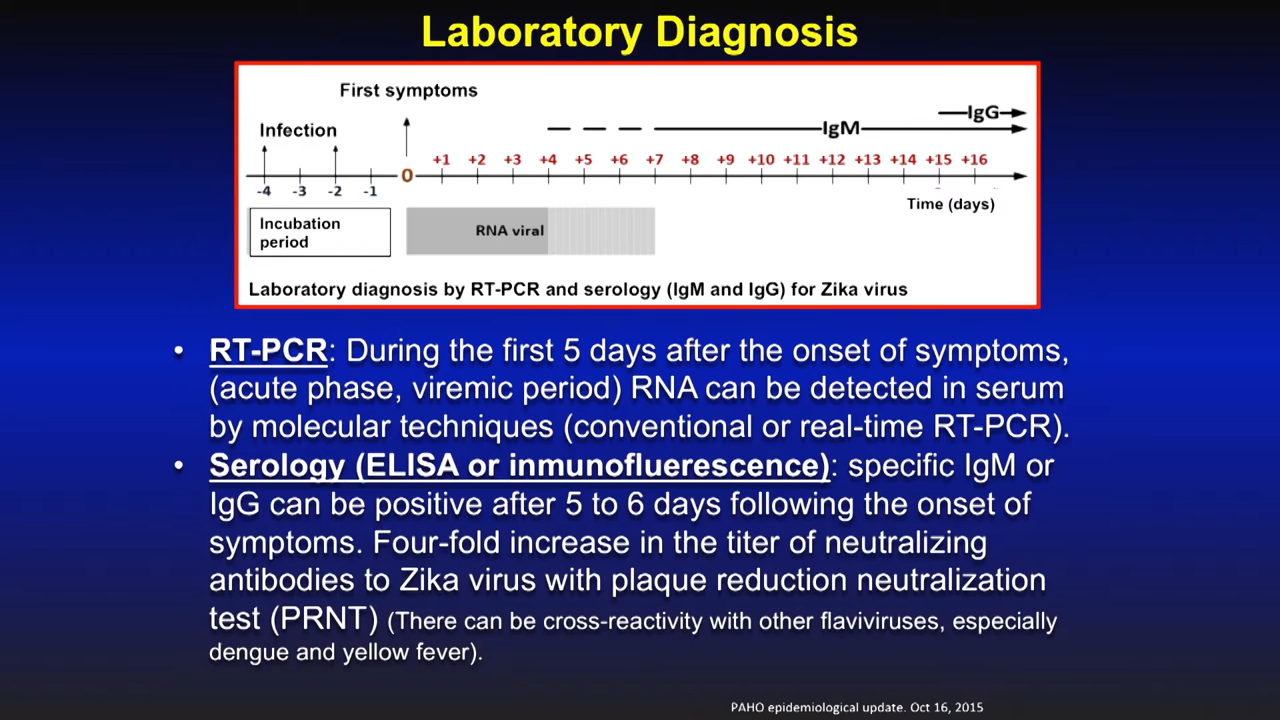 Laboratory Diagnosis
First symptoms
Infection
IgG
IgM
+1 +2 +3 +4 +5 +6 +7 +8 +9 +10 +11 +12 +13 +14 +15 +16
0
-4 -3 -2 -1
Time (days)
Incubation
period
RNA viral
Laboratory diagnosis by RT-PCR and serology (IgM and IgG) for Zika virus
• RT-PCR: During the first 5 days after the onset of symptoms,
(acute phase, viremic period) RNA can be detected in serum
by molecular techniques (conventional or real-time RT-PCR).
• Serology (ELISA or inmunofluerescence): specific IgM or
IgG can be positive after 5 to 6 days following the onset of
symptoms. Four-fold increase in the titer of neutralizing
antibodies to Zika virus with plaque reduction neutralization
test (PRNT) (There can be cross-reactivity with other flaviviruses, especially
dengue and yellow fever).
PAHO epidemiological update. Oct 16, 2015